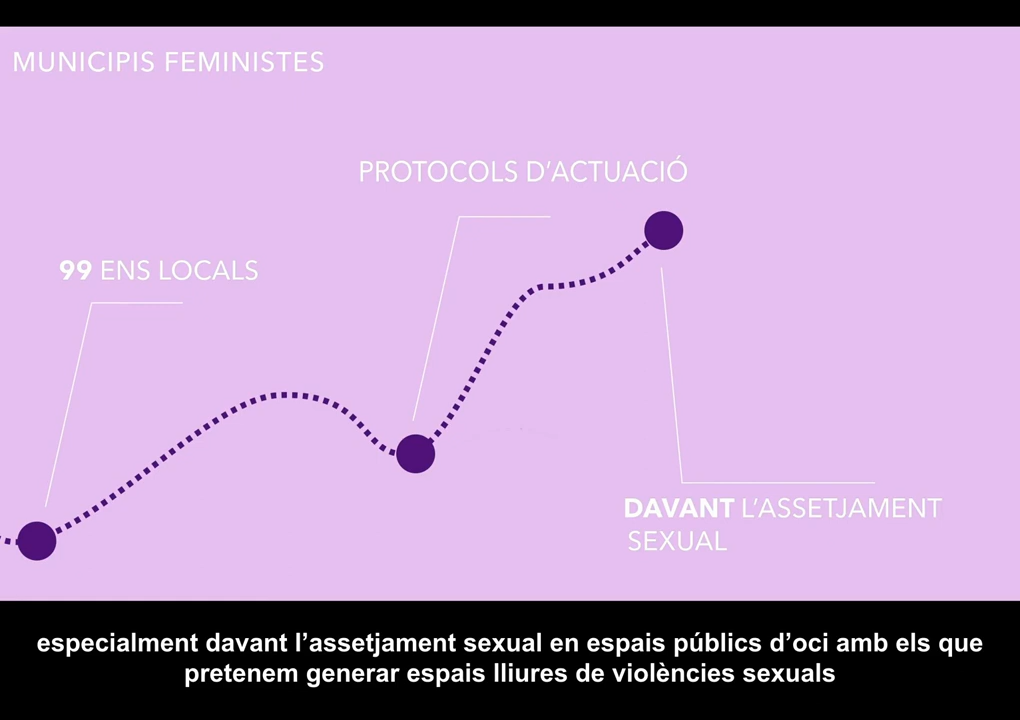 MUNICIPIS FEMINISTES
PROTOCOLS D'ACTUACIÓ
99 ENS LOCALS
DAVANT L'ASSETJAMENT
SEXUAL
especialment davant l'assetjament sexual en espais públics d'oci amb els que
pretenem generar espais lliures de violències sexuals